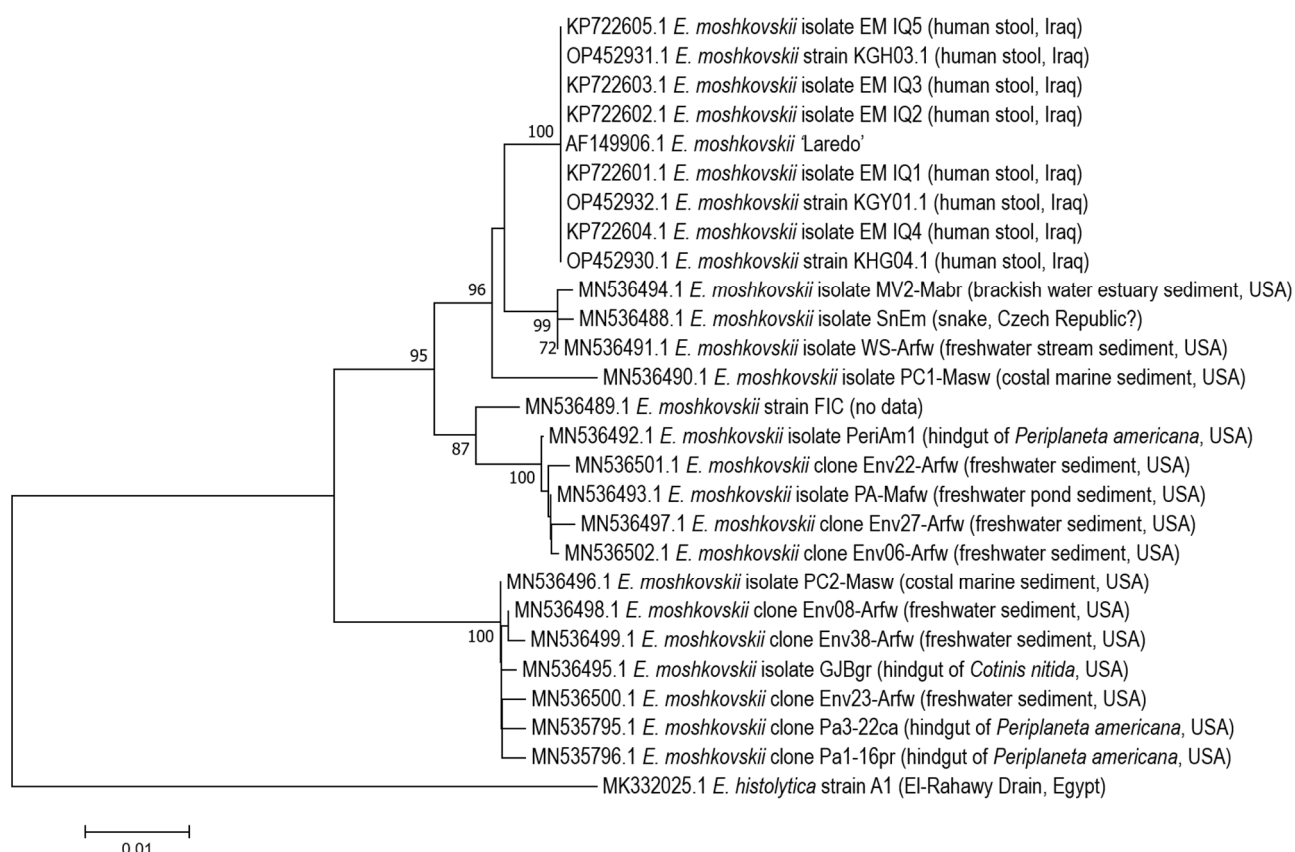 KP722605.1 E. moshkovskii isolate EM IQ5 (human stool, Iraq)
OP452931.1 E. moshkovskii strain KGH03.1 (human stool, Iraq)
KP722603.1 E. moshkovskii isolate EM IQ3 (human stool, Iraq)
KP722602.1 E. moshkovskii isolate EM IQ2 (human stool, Iraq)
100
AF149906.1 E. moshkovskii ‘Laredo’
KP722601.1 E. moshkovskii isolate EM IQ1 (human stool, Iraq)
OP452932.1 E. moshkovskii strain KGY01.1 (human stool, Iraq)
KP722604.1 E. moshkovskii isolate EM IQ4 (human stool, Iraq)
OP452930.1 E. moshkovskii strain KHG04.1 (human stool, Iraq)
96
MN536494.1 E. moshkovskii isolate MV2-Mabr (brackish water estuary sediment, USA)
99
MN536488.1 E. moshkovskii isolate SnEm (snake, Czech Republic?)
72
MN536491.1 E. moshkovskii isolate WS-Arfw (freshwater stream sediment, USA)
95
MN536490.1 E. moshkovskii isolate PC1-Masw (costal marine sediment, USA)
MN536489.1 E. moshkovskii strain FIC (no data)
87
MN536492.1 E. moshkovskii isolate PeriAm1 (hindgut of Periplaneta americana, USA)
MN536501.1 E. moshkovskii clone Env22-Arfw (freshwater sediment, USA)
100
MN536493.1 E. moshkovskii isolate PA-Mafw (freshwater pond sediment, USA)
MN536497.1 E. moshkovskii clone Env27-Arfw (freshwater sediment, USA)
MN536502.1 E. moshkovskii clone Env06-Arfw (freshwater sediment, USA)
MN536496.1 E. moshkovskii isolate PC2-Masw (costal marine sediment, USA)
MN536498.1 E. moshkovskii clone Env08-Arfw (freshwater sediment, USA)
100
MN536499.1 E. moshkovskii clone Env38-Arfw (freshwater sediment, USA)
MN536495.1 E. moshkovskii isolate GJBgr (hindgut of Cotinis nitida, USA)
MN536500.1 E. moshkovskii clone Env23-Arfw (freshwater sediment, USA)
MN535795.1 E. moshkovskii clone Pa3-22ca (hindgut of Periplaneta americana, USA)
MN535796.1 E. moshkovskii clone Pa1-16pr (hindgut of Periplaneta americana, USA)
MK332025.1 E. histolytica strain A1 (El-Rahawy Drain, Egypt)
0.01